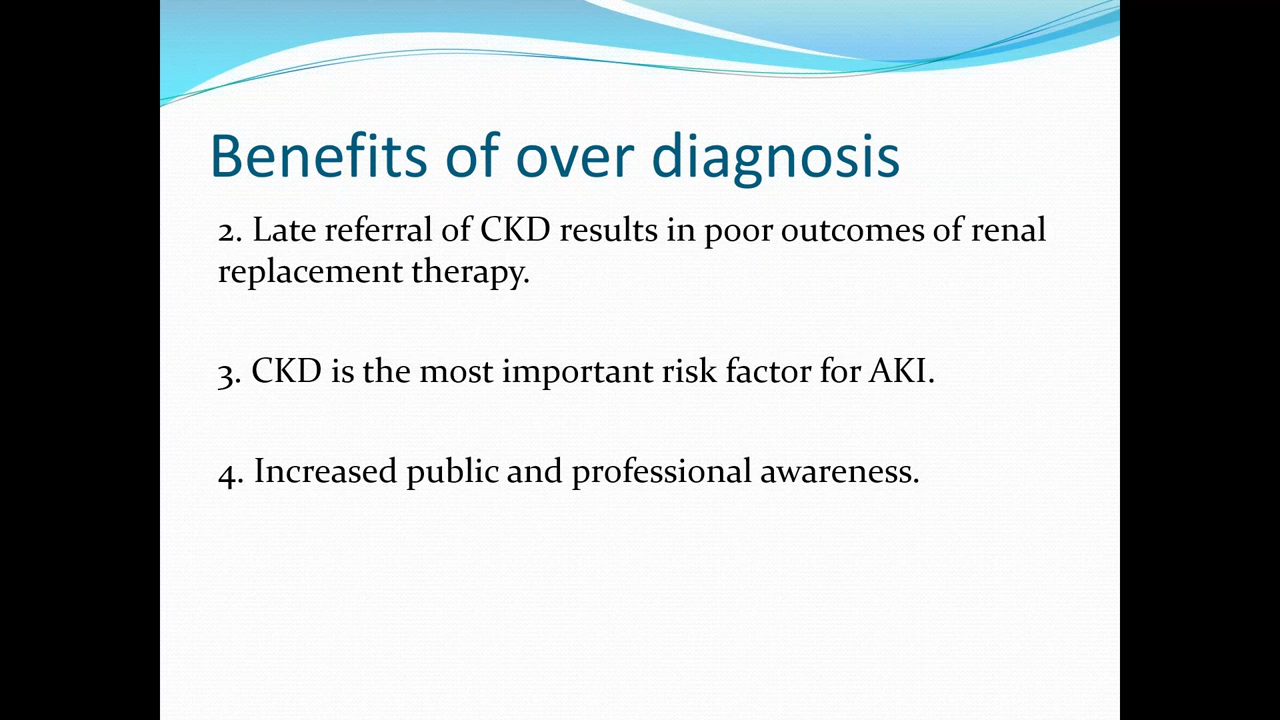 Benefits of over diagnosis
2. Late referral of CKD results in poor outcomes of renal
replacement therapy.
3. CKD is the most important risk factor for AKI.
4. Increased public and professional awareness.